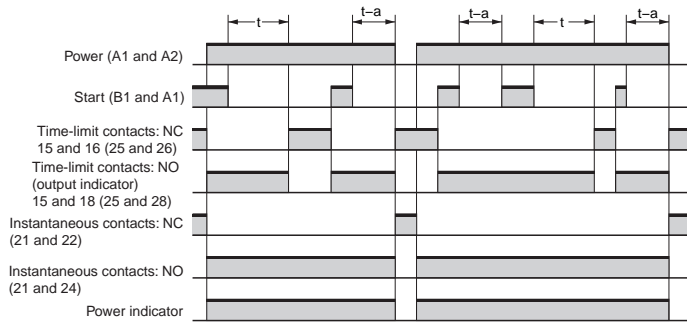 t
t–a
t–a
t
t–a
Power (A1 and A2)
Start (B1 and A1)
Time-limit contacts: NC
15 and 16 (25 and 26)
Time-limit contacts: NO
(output indicator)
15 and 18 (25 and 28)
Instantaneous contacts: NC
(21 and 22)
Instantaneous contacts: NO
(21 and 24)
Power indicator